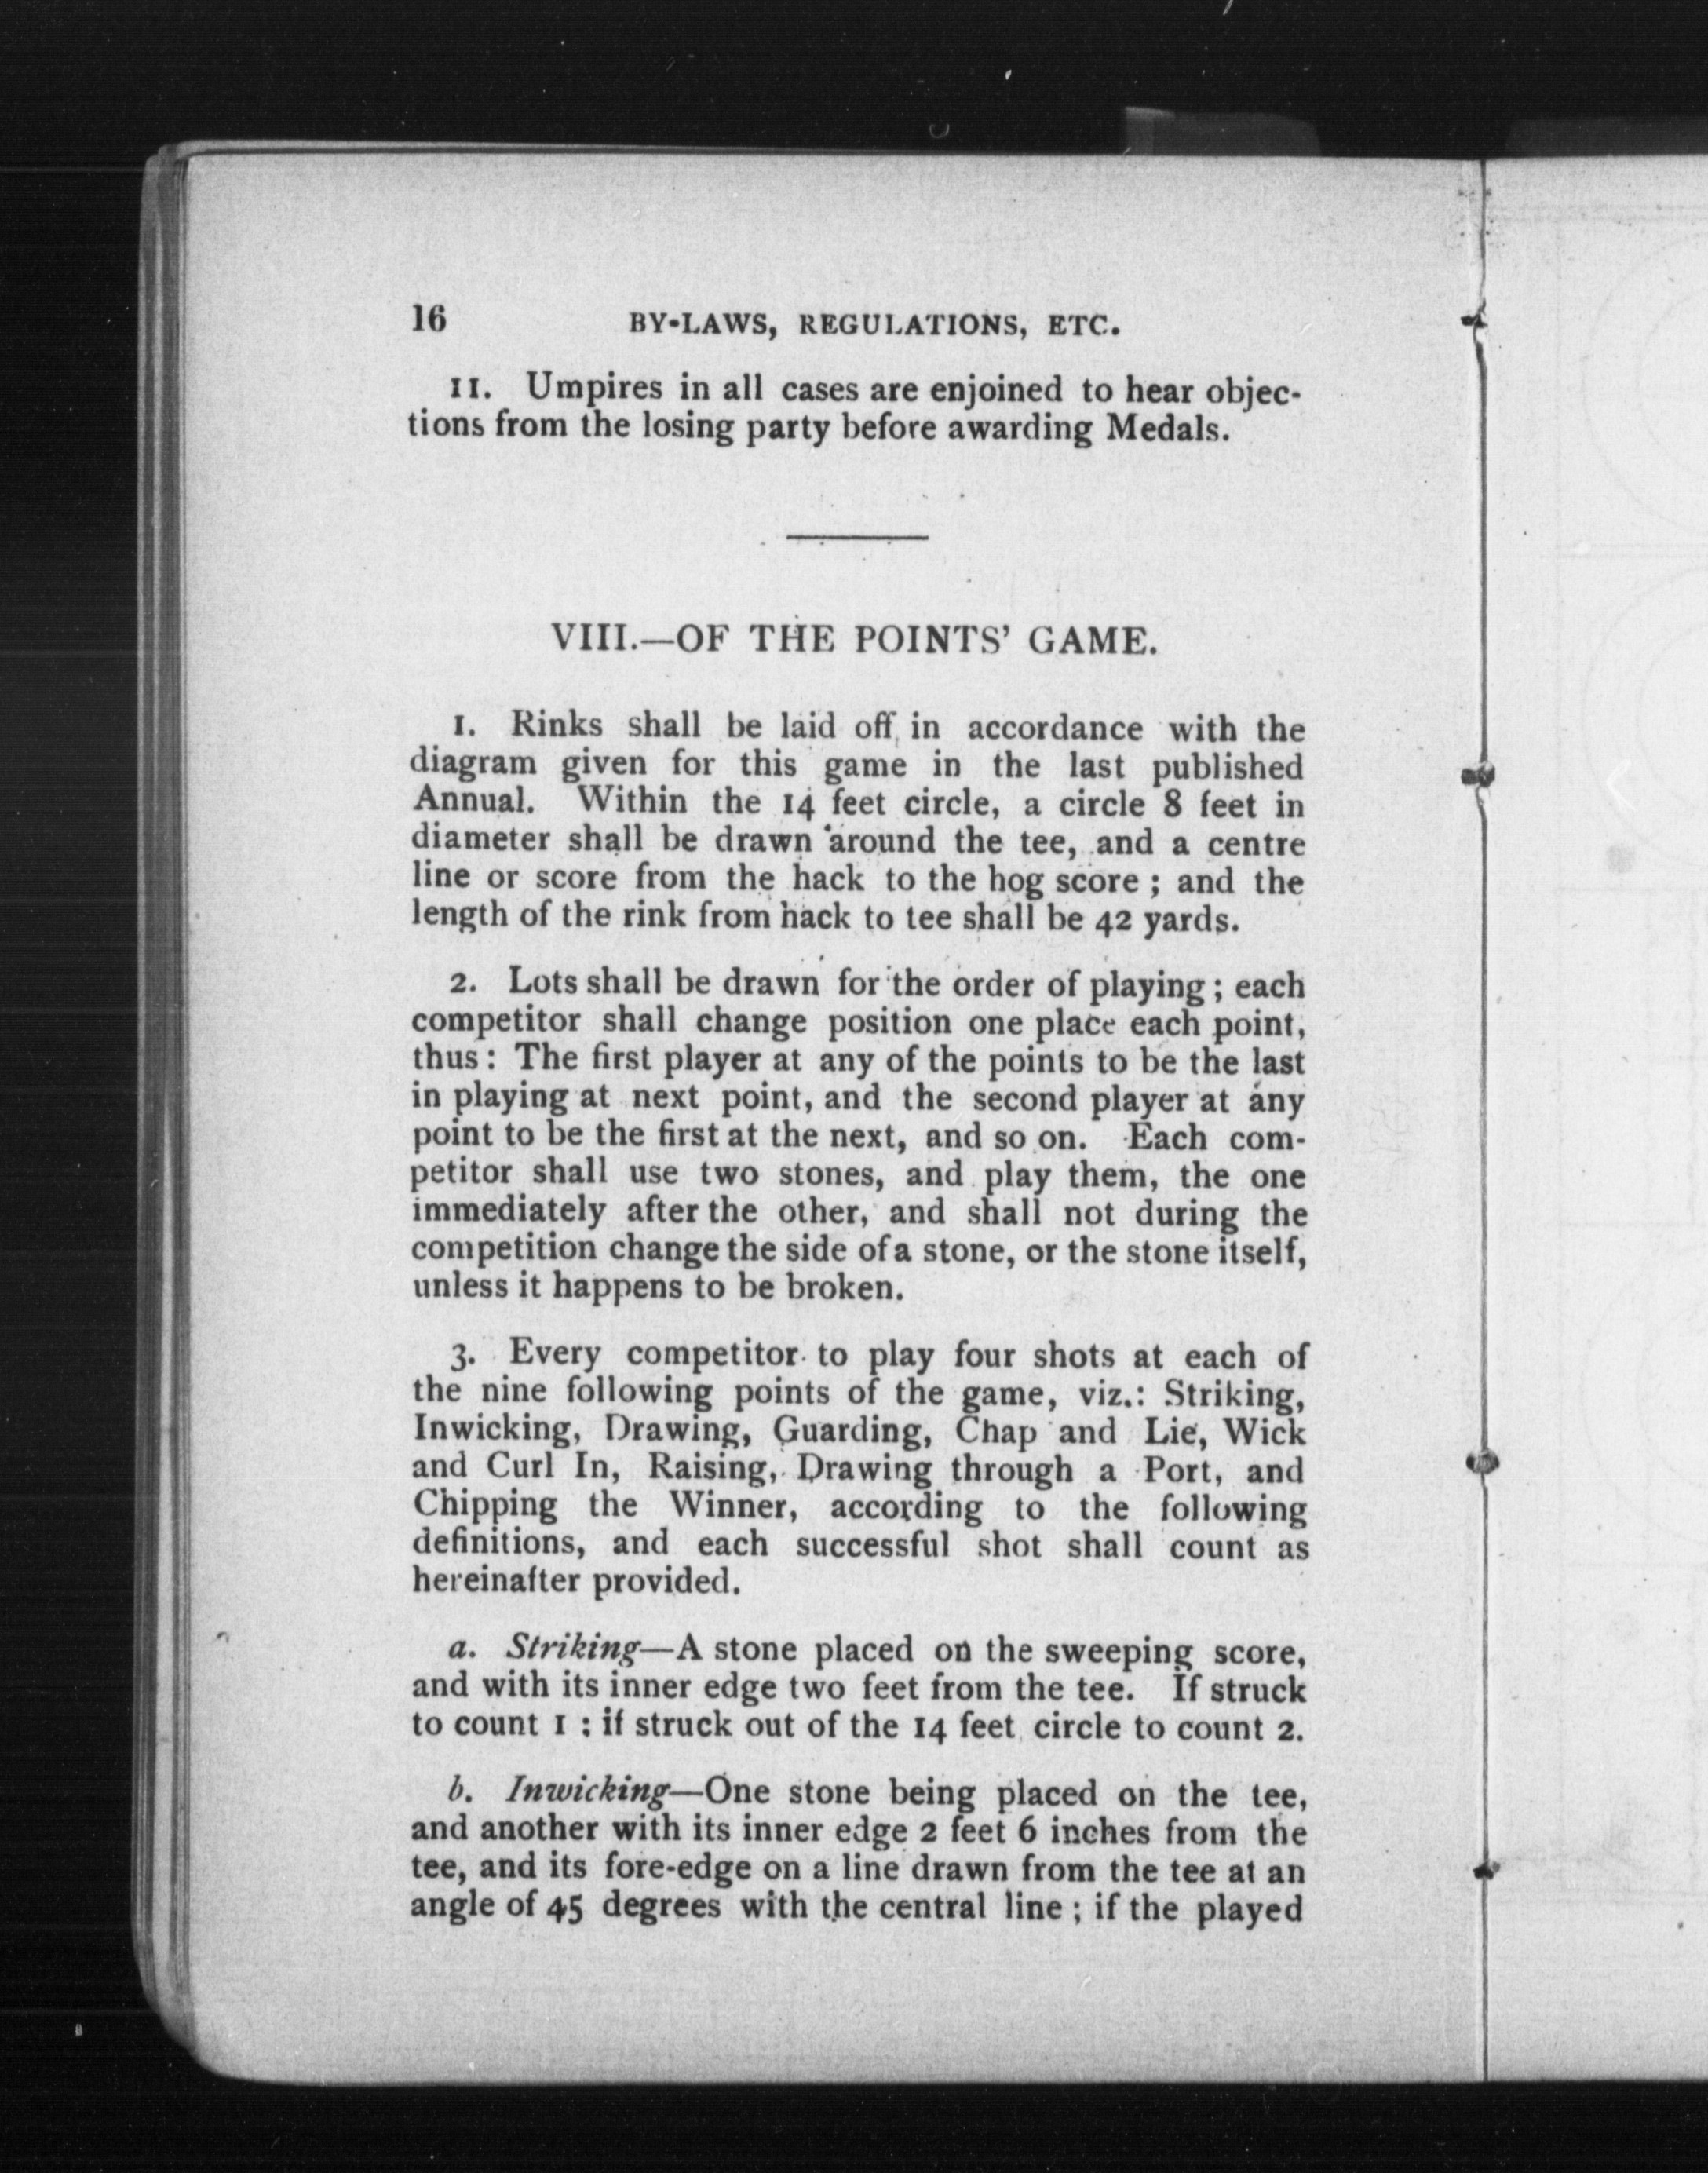 16 BY-LAWS, REGULATIONS, ETC.
11. Umpires in all cases are enjoined to hear objec-
tions from the losing party before awarding Medals.
VIII.—OF THE POINTS' GAME.
1. Rinks shall be laid off in accordance with the
diagram given for this game in the last published
Annual. Within the 14 feet circle, a circle 8 feet in
diameter shall be drawn around the tee, and a centre
line or score from the hack to the hog score ; and the
length of the rink from hack to tee shall be 42 yards.
2. Lots shall be drawn for the order of playing ; each
competitor shall change position one place each point,
thus : The first player at any of the points to be the last
in playing at next point, and the second player at any
point to be the first at the next, and so on. Each com-
petitor shall use two stones, and play them, the one
immediately after the other, and shall not during the
competition change the side of a stone, or the stone itself,
unless it happens to be broken.
3. Every competitor to play four shots at each of
the nine following points of the game, viz.: Striking,
Inwicking, Drawing, Guarding, Chap and Lie, Wick
and Curl In, Raising, Drawing through a Port, and
Chipping the Winner, according to the following
definitions, and each successful shot shall count as
hereinafter provided.
a. Striking—A stone placed on the sweeping score,
and with its inner edge two feet from the tee. If struck
to count 1 ; if struck out of the 14 feet circle to count 2.
b. Inwicking—One stone being placed on the tee,
and another with its inner edge 2 feet 6 inches from the
tee, and its fore-edge on a line drawn from the tee at an
angle of 45 degrees with the central line ; if the played